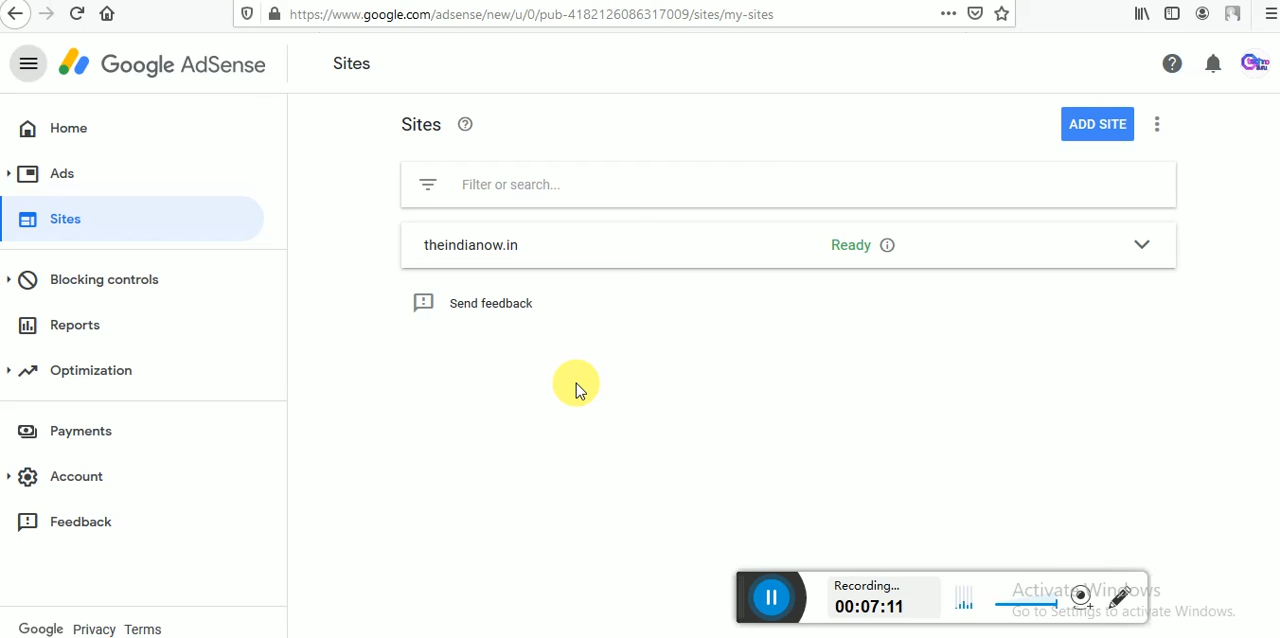 https://www.google.com/adsense/new/u/0/pub-4182126086317009/sites/my-sites
Google AdSense
Sites
Home
Ads
Sites
Blocking controls
Reports
Optimization
Payments
Account
Feedback
Google Privacy Terms
Sites
ADD SITE
Filter or search...
theindianow.in Ready
Send feedback
Recording...
00:07:11
Activate Windows
Go to Settings to activate Windows.